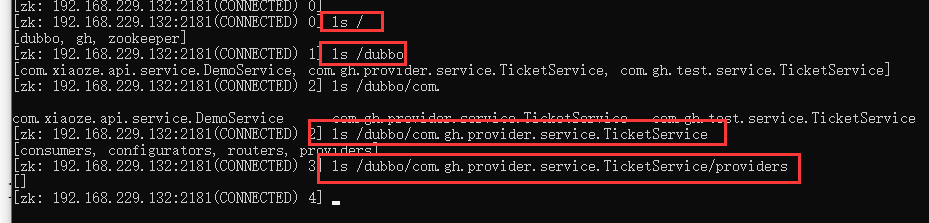 [zk: 192.168.229.132:2181(CONNECTED) 0]
[zk: 192.168.229.132:2181(CONNECTED) 0] ls /
[dubbo, gh, zookeeper]
[zk: 192.168.229.132:2181(CONNECTED) 1] ls /dubbo
[com.xiaoze.api.service.DemoService, com.gh.provider.service.TicketService, com.gh.test.service.TicketService]
[zk: 192.168.229.132:2181(CONNECTED) 2] ls /dubbo/com.
com.xiaoze.api.service.DemoService com.gh.provider.service.TicketService com.gh.test.service.TicketService
[zk: 192.168.229.132:2181(CONNECTED) 2] ls /dubbo/com.gh.provider.service.TicketService
[consumers, configurators, routers, providers]
[zk: 192.168.229.132:2181(CONNECTED) 3] ls /dubbo/com.gh.provider.service.TicketService/providers
[]
[zk: 192.168.229.132:2181(CONNECTED) 4]